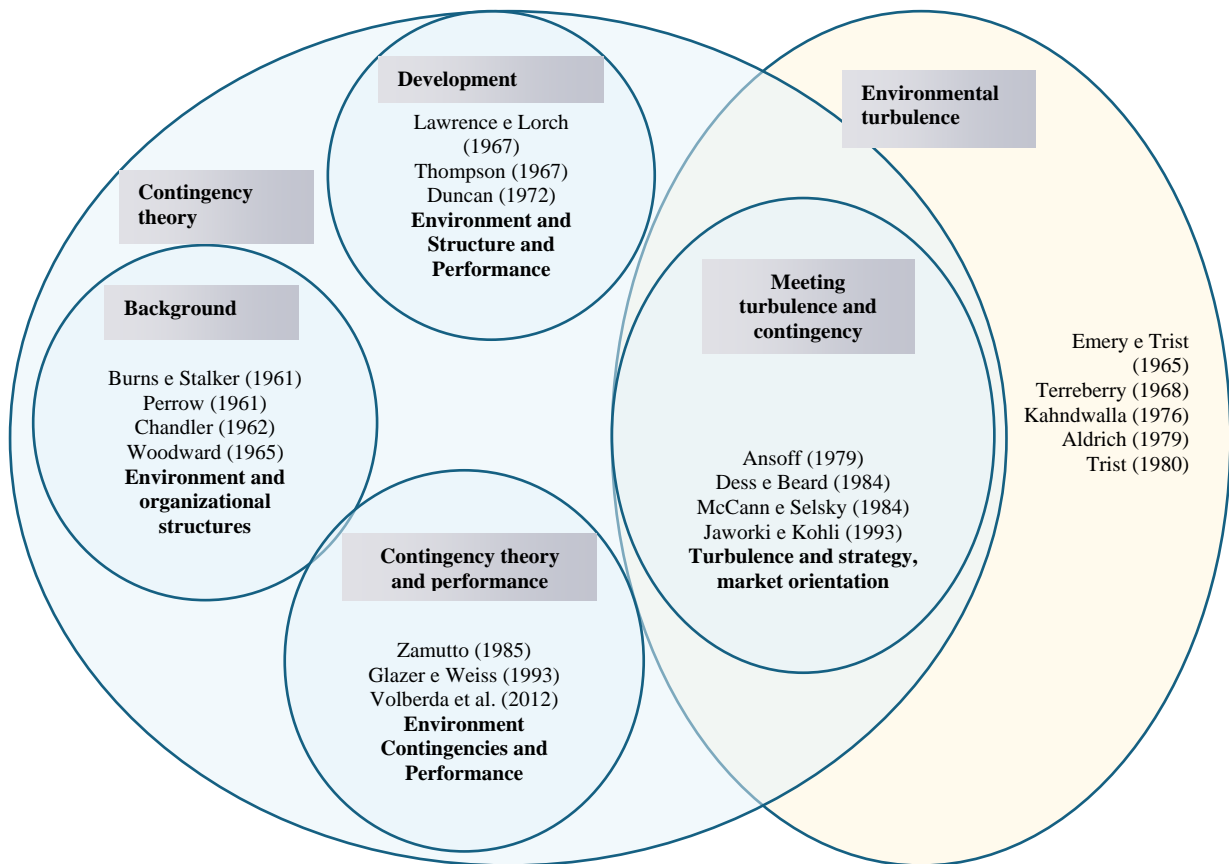 Development
Lawrence e Lorch
(1967)
Thompson (1967)
Duncan (1972)
Environment and
Structure and
Performance
Environmental
turbulence
Contingency
theory
Background
Burns e Stalker (1961)
Perrow (1961)
Chandler (1962)
Woodward (1965)
Environment and
organizational
structures
Meeting
turbulence and
contingency
Ansoff (1979)
Dess e Beard (1984)
McCann e Selsky (1984)
Jaworki e Kohli (1993)
Turbulence and strategy,
market orientation
Emery e Trist
(1965)
Terreberry (1968)
Kahndwalla (1976)
Aldrich (1979)
Trist (1980)
Contingency theory
and performance
Zamutto (1985)
Glazer e Weiss (1993)
Volberda et al. (2012)
Environment
Contingencies and
Performance